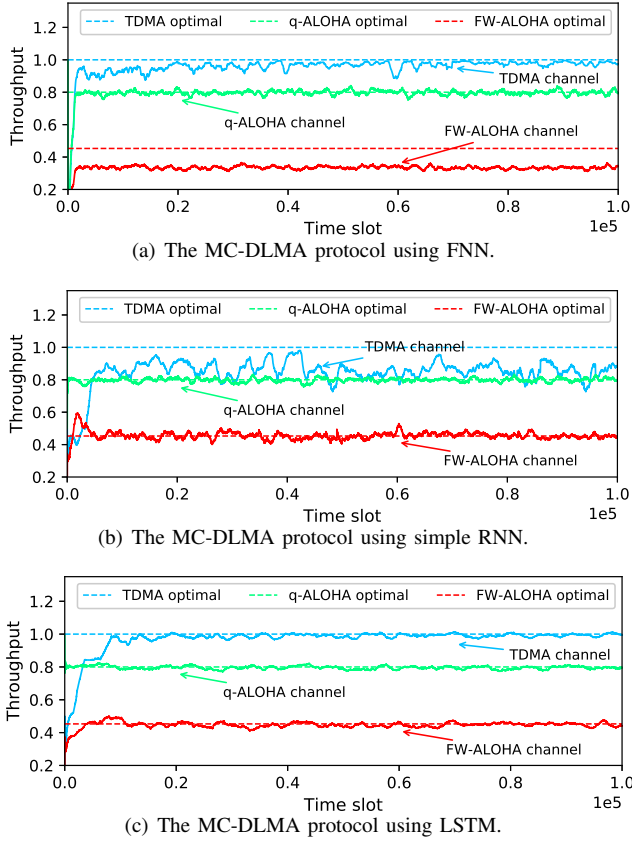 TDMA optimal q-ALOHA optimal FW-ALOHA optimal
1.2
1.0
0.8
0.6
0.4
0.2
Throughput
TDMA channel
q-ALOHA channel
FW-ALOHA channel
0.0 0.2 0.4 0.6 0.8 1.0
Time slot
1e5
(a) The MC-DLMA protocol using FNN.
TDMA optimal q-ALOHA optimal FW-ALOHA optimal
1.2
1.0
0.8
0.6
0.4
0.2
Throughput
TDMA channel
q-ALOHA channel
FW-ALOHA channel
0.0 0.2 0.4 0.6 0.8 1.0
Time slot
1e5
(b) The MC-DLMA protocol using simple RNN.
TDMA optimal q-ALOHA optimal FW-ALOHA optimal
1.2
1.0
0.8
0.6
0.4
0.2
Throughput
TDMA channel
q-ALOHA channel
FW-ALOHA channel
0.0 0.2 0.4 0.6 0.8 1.0
Time slot
1e5
(c) The MC-DLMA protocol using LSTM.